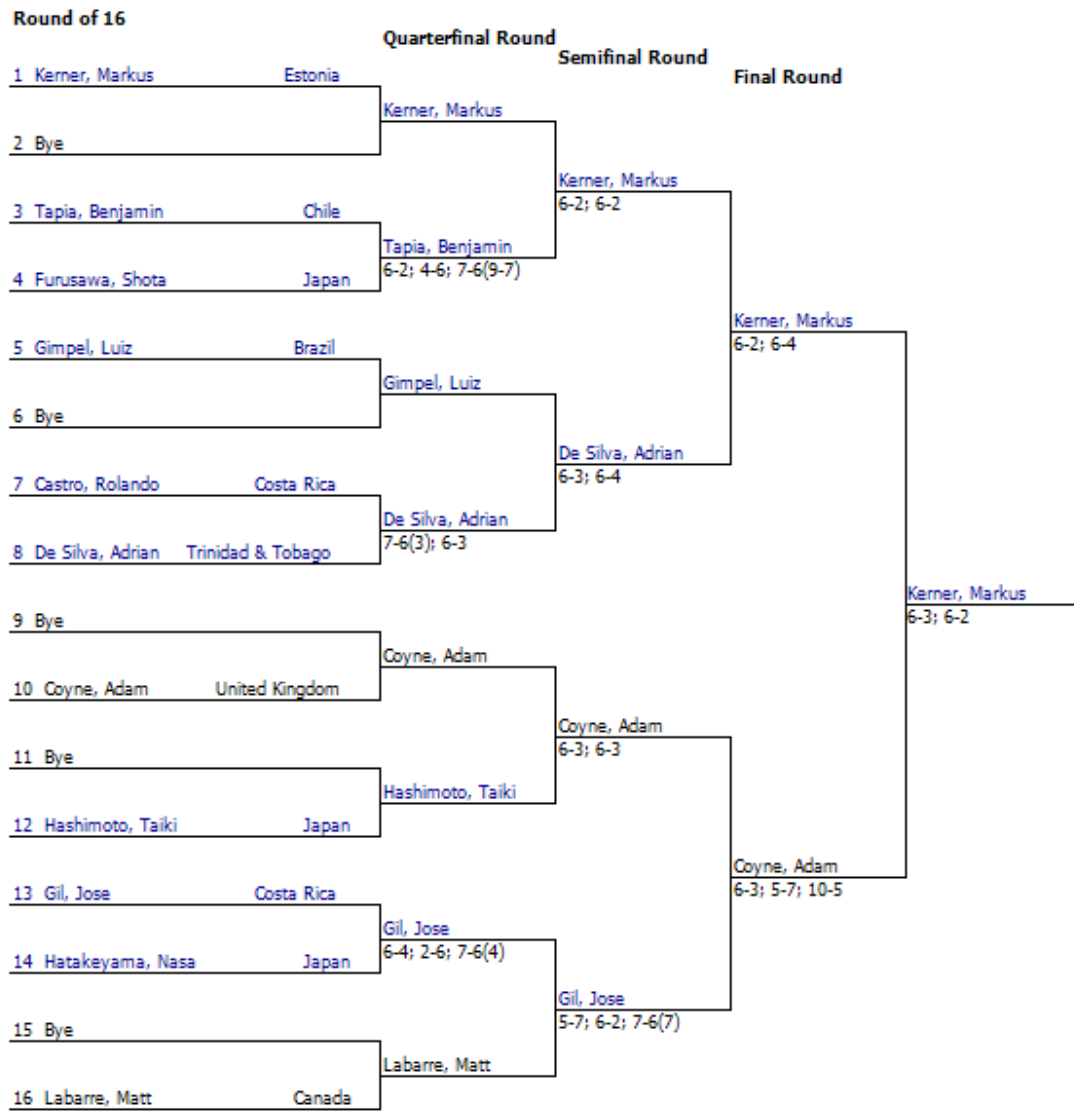 Round of 16
Quarterfinal Round
Semifinal Round
Final Round
1 Kerner, Markus Estonia
2 Bye
3 Tapia, Benjamin Chile
4 Furusawa, Shota Japan
5 Gimpel, Luiz Brazil
6 Bye
7 Castro, Rolando Costa Rica
8 De Silva, Adrian Trinidad & Tobago
9 Bye
10 Coyne, Adam United Kingdom
11 Bye
12 Hashimoto, Taiki Japan
13 Gil, Jose Costa Rica
14 Hatakeyama, Nasa Japan
15 Bye
16 Labarre, Matt Canada
Kerner, Markus
Tapia, Benjamin
6-2; 4-6; 7-6(9-7)
Gimpel, Luiz
De Silva, Adrian
7-6(3); 6-3
Coyne, Adam
Hashimoto, Taiki
Gil, Jose
6-4; 2-6; 7-6(4)
Labarre, Matt
Kerner, Markus
6-2; 6-2
De Silva, Adrian
6-3; 6-4
Coyne, Adam
6-3; 6-3
Gil, Jose
5-7; 6-2; 7-6(7)
Kerner, Markus
6-2; 6-4
Coyne, Adam
6-3; 5-7; 10-5
Kerner, Markus
6-3; 6-2